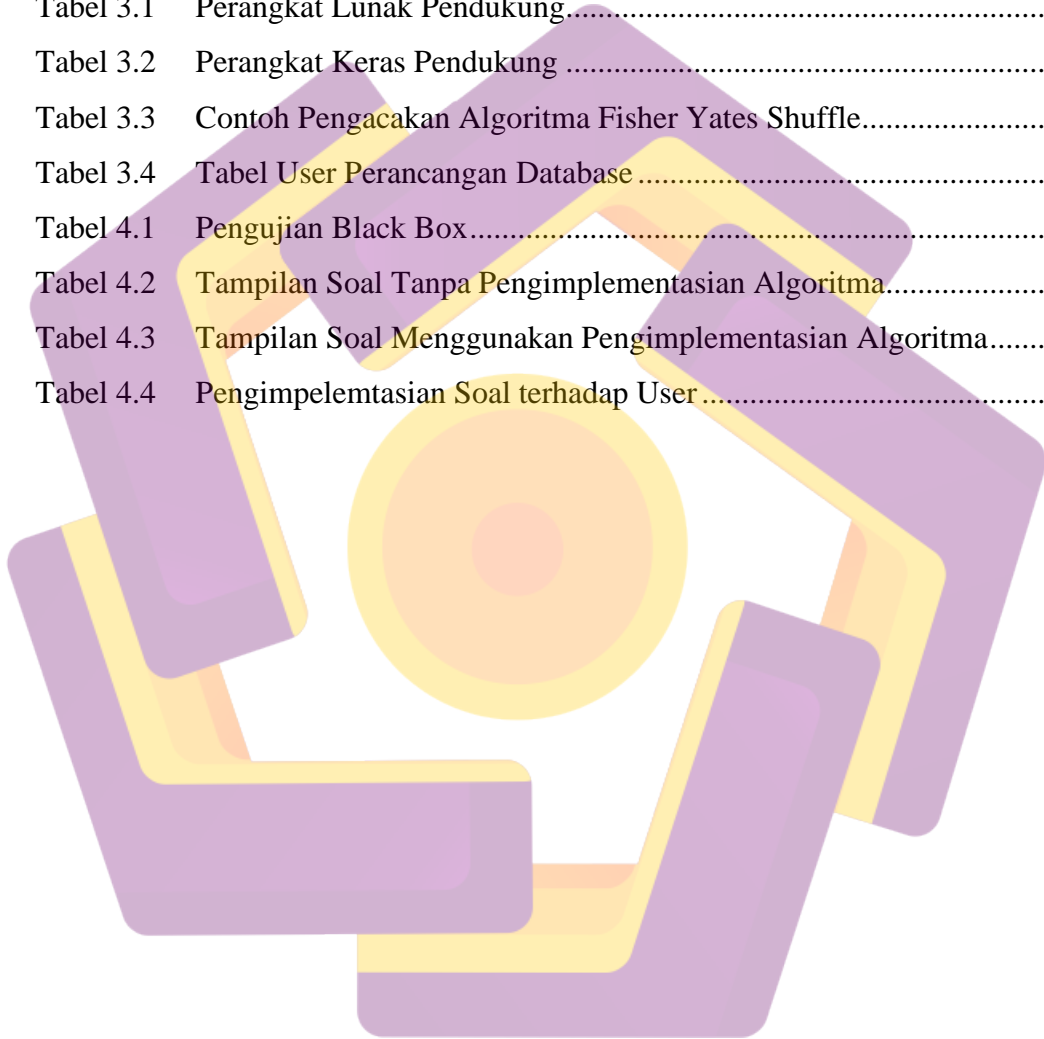 Tabel 3.1 Perangkat Lunak Pendukung..........................................................
Tabel 3.2 Perangkat Keras Pendukung ..........................................................
Tabel 3.3 Contoh Pengacakan Algoritma Fisher Yates Shuffle......................
Tabel 3.4 Tabel User Perancangan Database .................................................
Tabel 4.1 Pengujian Black Box......................................................................
Tabel 4.2 Tampilan Soal Tanpa Pengimplementasian Algoritma...................
Tabel 4.3 Tampilan Soal Menggunakan Pengimplementasian Algoritma.......
Tabel 4.4 Pengimpelemtasian Soal terhadap User .........................................